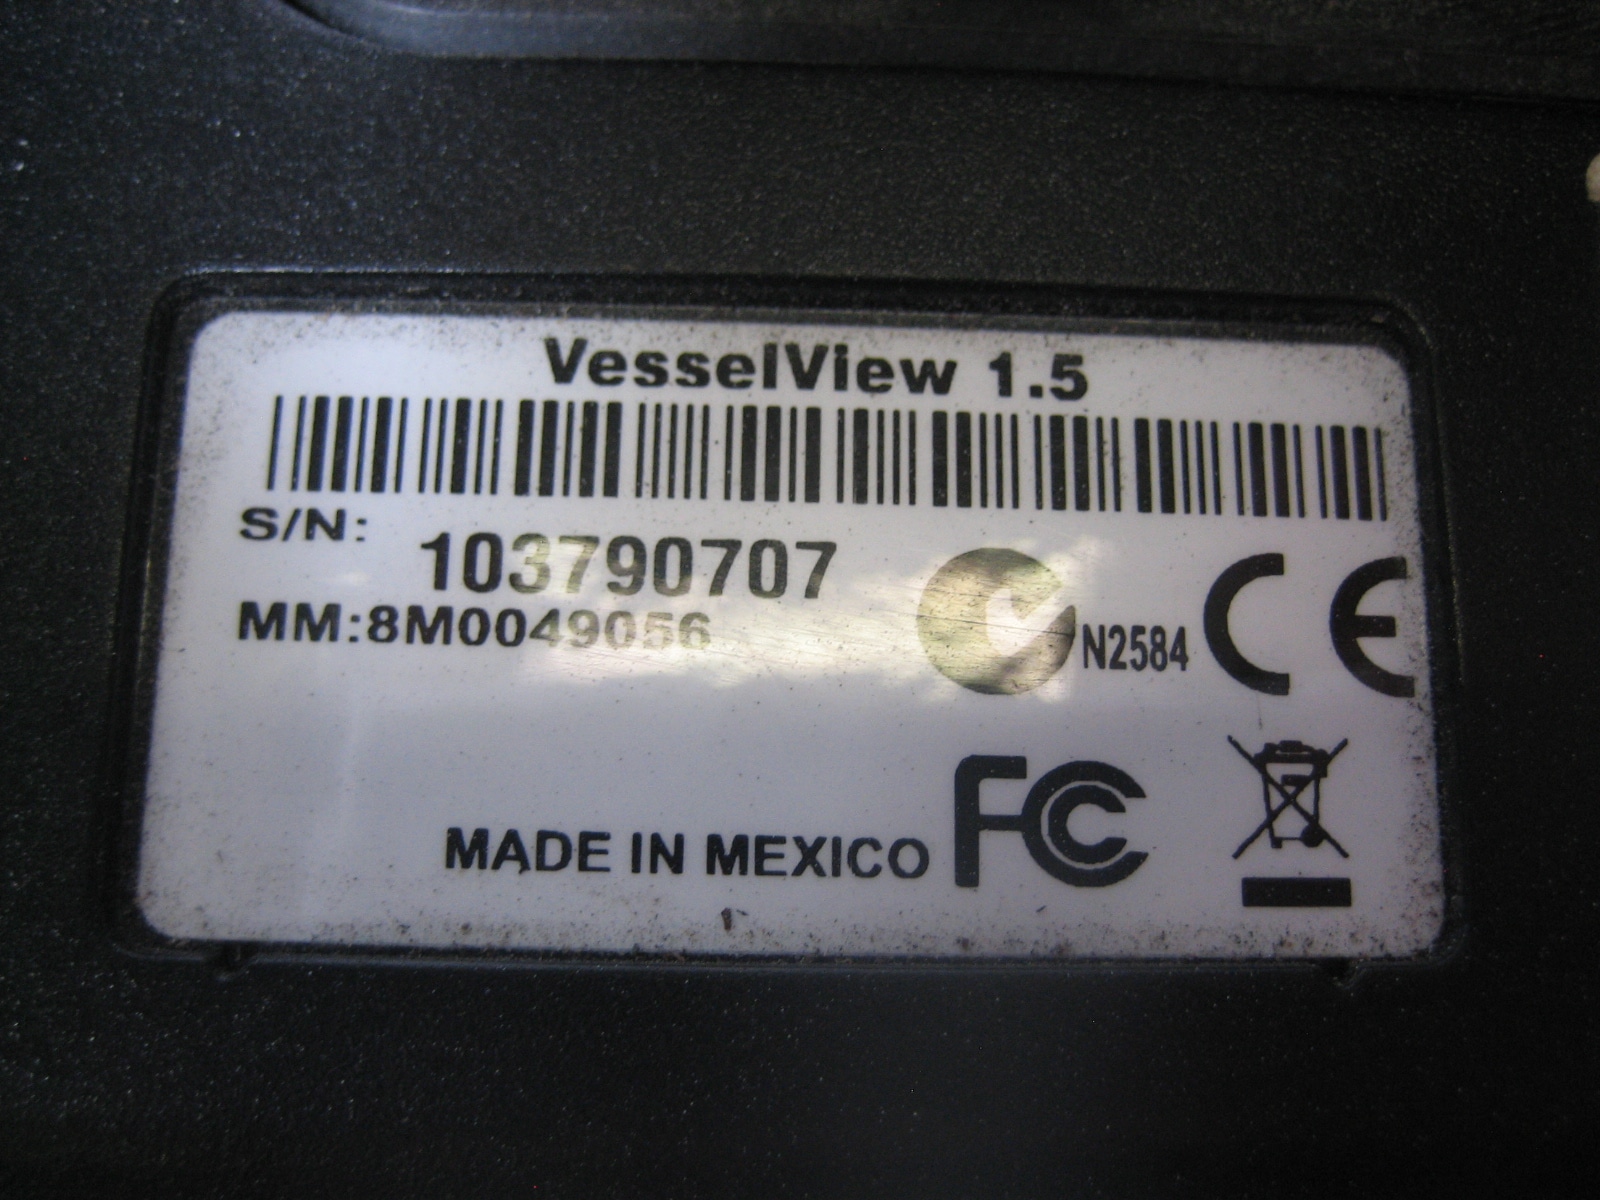 VesselView 1.5
S/N: 103790707
MM:8M0049056
N2584 CE
MADE IN MEXICO FC